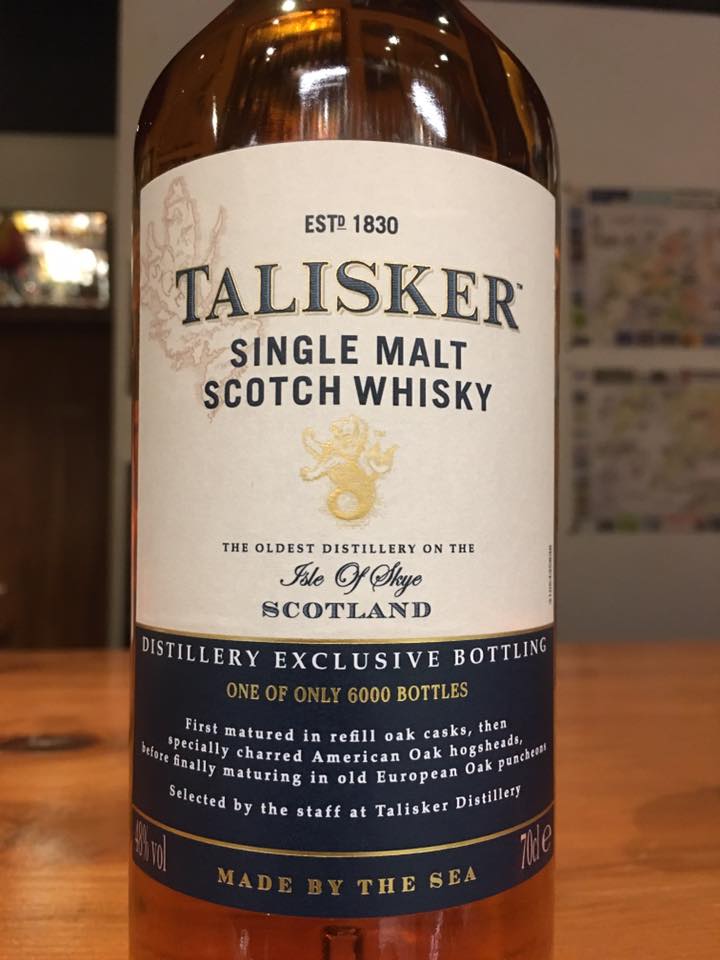 ESTᴰ 1830
TALISKER™
SINGLE MALT
SCOTCH WHISKY
THE OLDEST DISTILLERY ON THE
Isle Of Skye
SCOTLAND
DISTILLERY EXCLUSIVE BOTTLING
ONE OF ONLY 6000 BOTTLES
First matured in refill oak casks, then
specially charred American Oak hogsheads,
before finally maturing in old European Oak puncheons
Selected by the staff at Talisker Distillery
48% vol
70cl e
MADE BY THE SEA